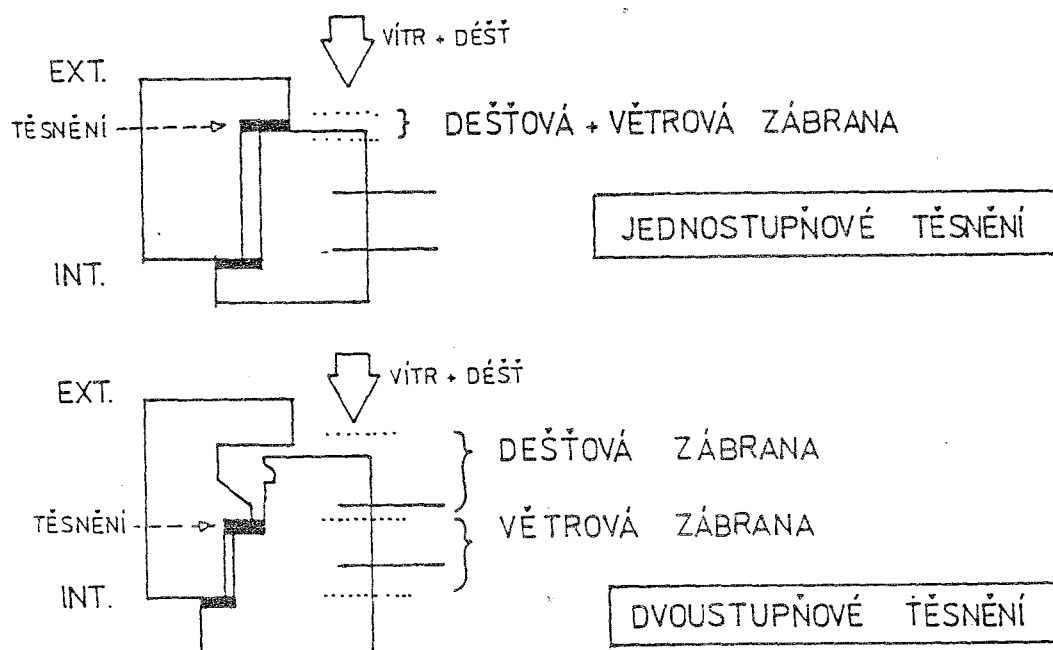 VÍTR + DÉŠŤ
EXT.
TĚSNĚNÍ
DEŠŤOVÁ + VĚTROVÁ ZÁBRANA
JEDNOSTUPŇOVÉ TĚSNĚNÍ
INT.
VÍTR + DÉŠŤ
EXT.
DEŠŤOVÁ ZÁBRANA
TĚSNĚNÍ
VĚTROVÁ ZÁBRANA
INT.
DVOUSTUPŇOVÉ TĚSNĚNÍ